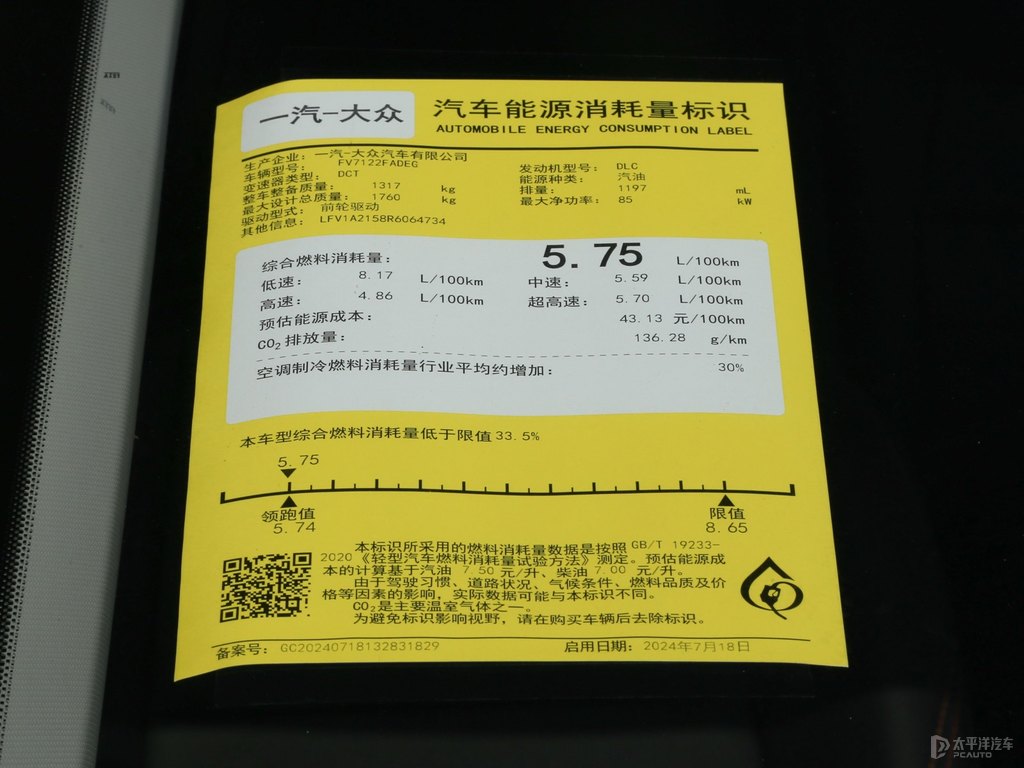 一汽-大众
汽车能源消耗量标识
AUTOMOBILE ENERGY CONSUMPTION LABEL
生产企业: 一汽-大众汽车有限公司
车辆型号: FV7122FADEG 发动机型号: DLC
变速器类型: DCT 能源种类: 汽油
整车整备质量: 1317 kg 排量: 1197 mL
最大设计总质量: 1760 kg 最大净功率: 85 kW
驱动型式: 前轮驱动
其他信息: LFV1A2158R6064734
综合燃料消耗量: 5.75 L/100km
低速: 8.17 L/100km 中速: 5.59 L/100km
高速: 4.86 L/100km 超高速: 5.70 L/100km
预估能源成本: 43.13 元/100km
CO2排放量: 136.28 g/km
空调制冷燃料消耗量行业平均约增加: 30%
本车型综合燃料消耗量低于限值33.5%
5.75
领跑值 限值
5.74 8.65
本标识所采用的燃料消耗量数据是按照GB/T 19233-
2020《轻型汽车燃料消耗量试验方法》测定。预估能源成
本的计算基于汽油 7.50 元/升、柴油 7.00 元/升。
由于驾驶习惯、道路状况、气候条件、燃料品质及价
格等因素的影响，实际数据可能与本标识不同。
CO2是主要温室气体之一。
为避免标识影响视野，请在购买车辆后去除标识。
备案号: GC20240718132831829 启用日期: 2024年7月18日
太平洋汽车
PCAUTO